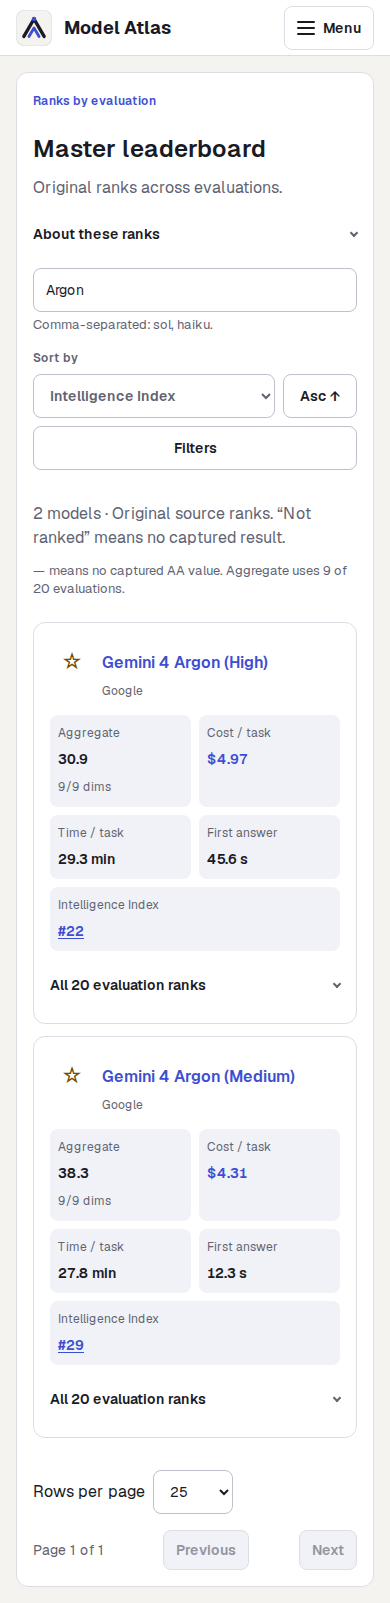 Model Atlas
Menu
Ranks by evaluation
Master leaderboard
Original ranks across evaluations.
About these ranks
Argon
Comma-separated: sol, haiku.
Sort by
Intelligence Index
Asc ↑
Filters
2 models · Original source ranks. “Not
ranked” means no captured result.
— means no captured AA value. Aggregate uses 9 of
20 evaluations.
☆ Gemini 4 Argon (High)
Google
Aggregate
30.9
9/9 dims
Cost / task
$4.97
Time / task
29.3 min
First answer
45.6 s
Intelligence Index
#22
All 20 evaluation ranks
☆ Gemini 4 Argon (Medium)
Google
Aggregate
38.3
9/9 dims
Cost / task
$4.31
Time / task
27.8 min
First answer
12.3 s
Intelligence Index
#29
All 20 evaluation ranks
Rows per page 25
Page 1 of 1
Previous
Next